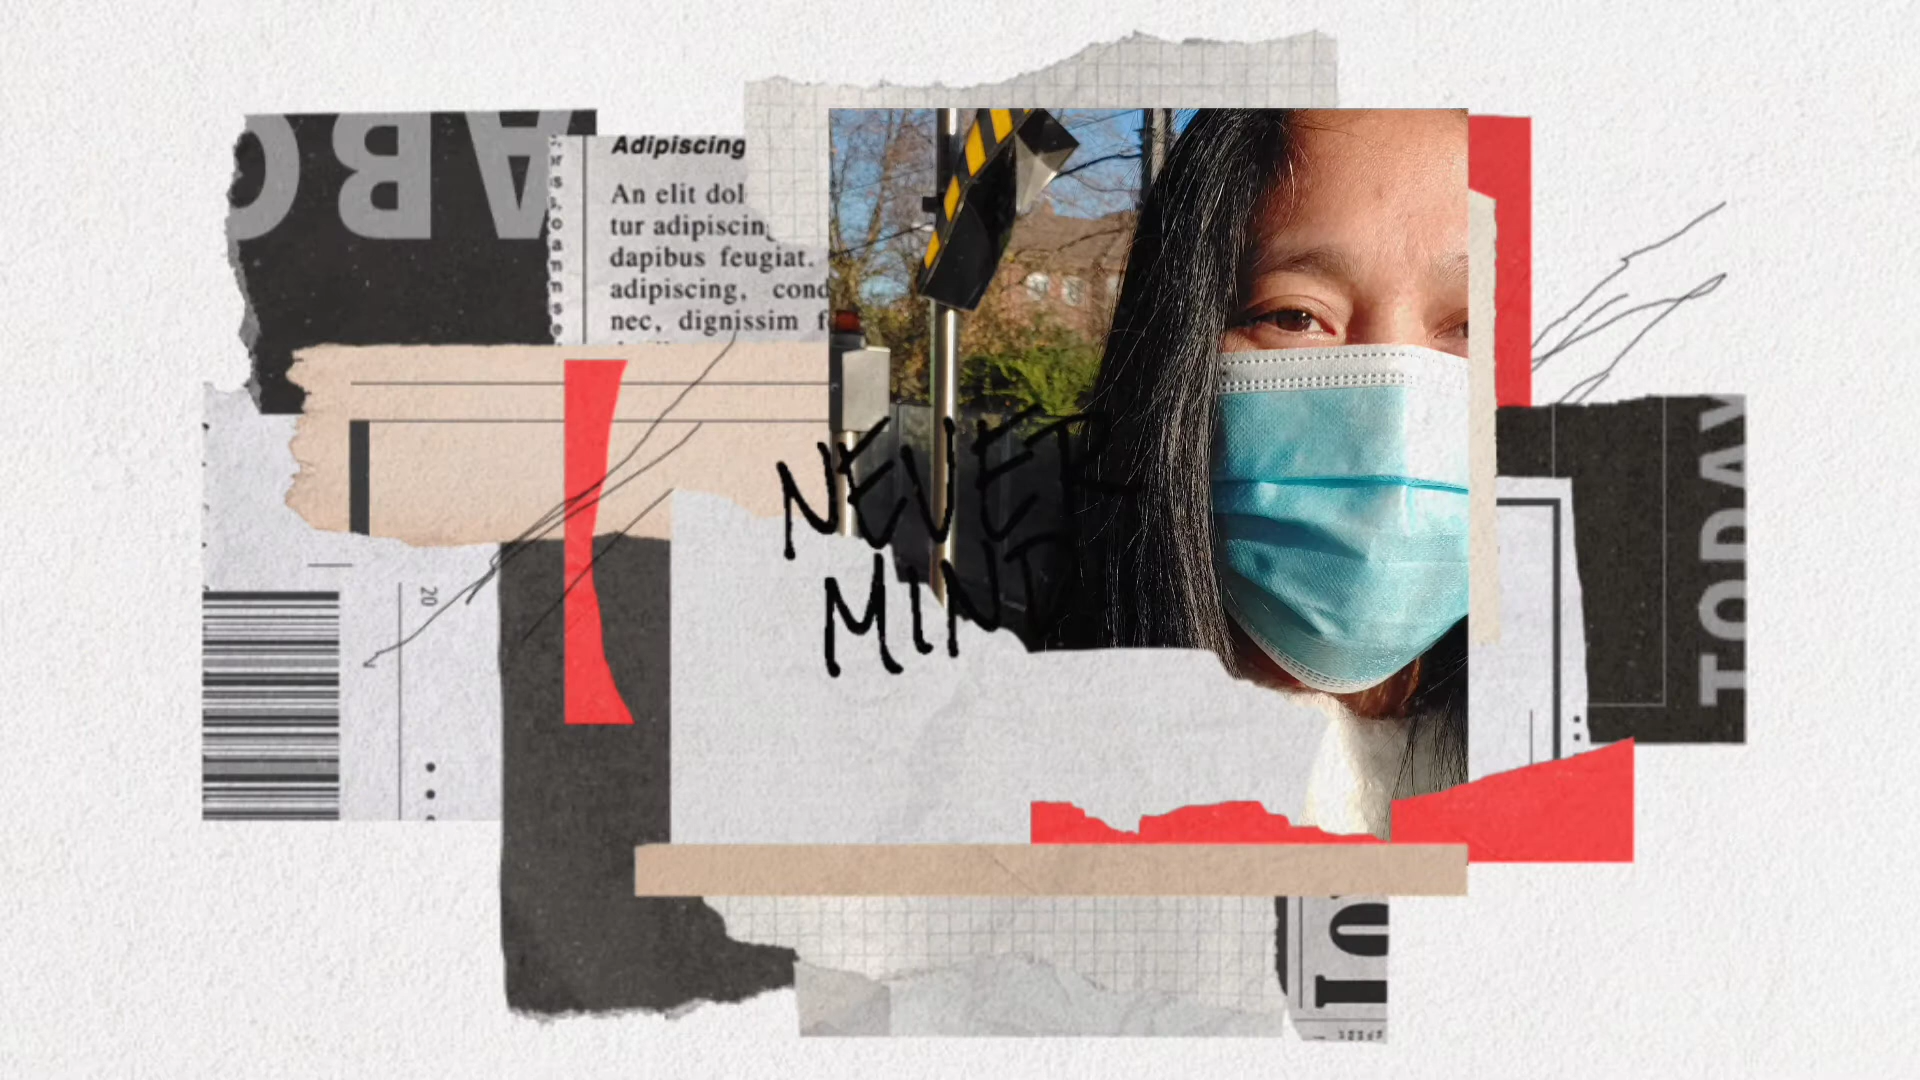 ABC
Adipiscing
An elit dol
tur adipiscing
dapibus feugiat.
adipiscing, cond
nec, dignissim f
NEVER
MIND
20
TODAY